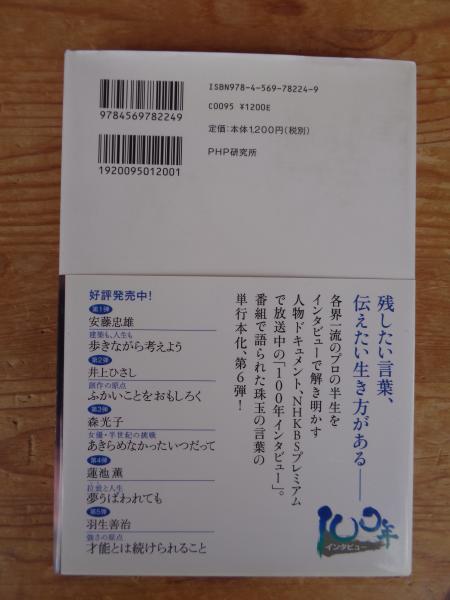 ISBN978-4-569-78224-9
C0095 ¥1200E
定価:本体1,200円(税別)
PHP研究所
9784569782249
1920095012001
残したい言葉、
伝えたい生き方がある——
各界一流のプロの半生を
インタビューで解き明かす
人物ドキュメント、NHKBSプレミアム
で放送中の「100年インタビュー」。
番組で語られた珠玉の言葉の
単行本化、第6弾!
好評発売中!
第1弾
安藤忠雄
建築も、人生も
歩きながら考えよう
第2弾
井上ひさし
創作の原点
ふかいことをおもしろく
第3弾
森光子
女優・半世紀の挑戦
あきらめなかったいつだって
第4弾
蓮池薫
拉致と人生
夢うばわれても
第5弾
羽生善治
強さの原点
才能とは続けられること
100年
インタビュー